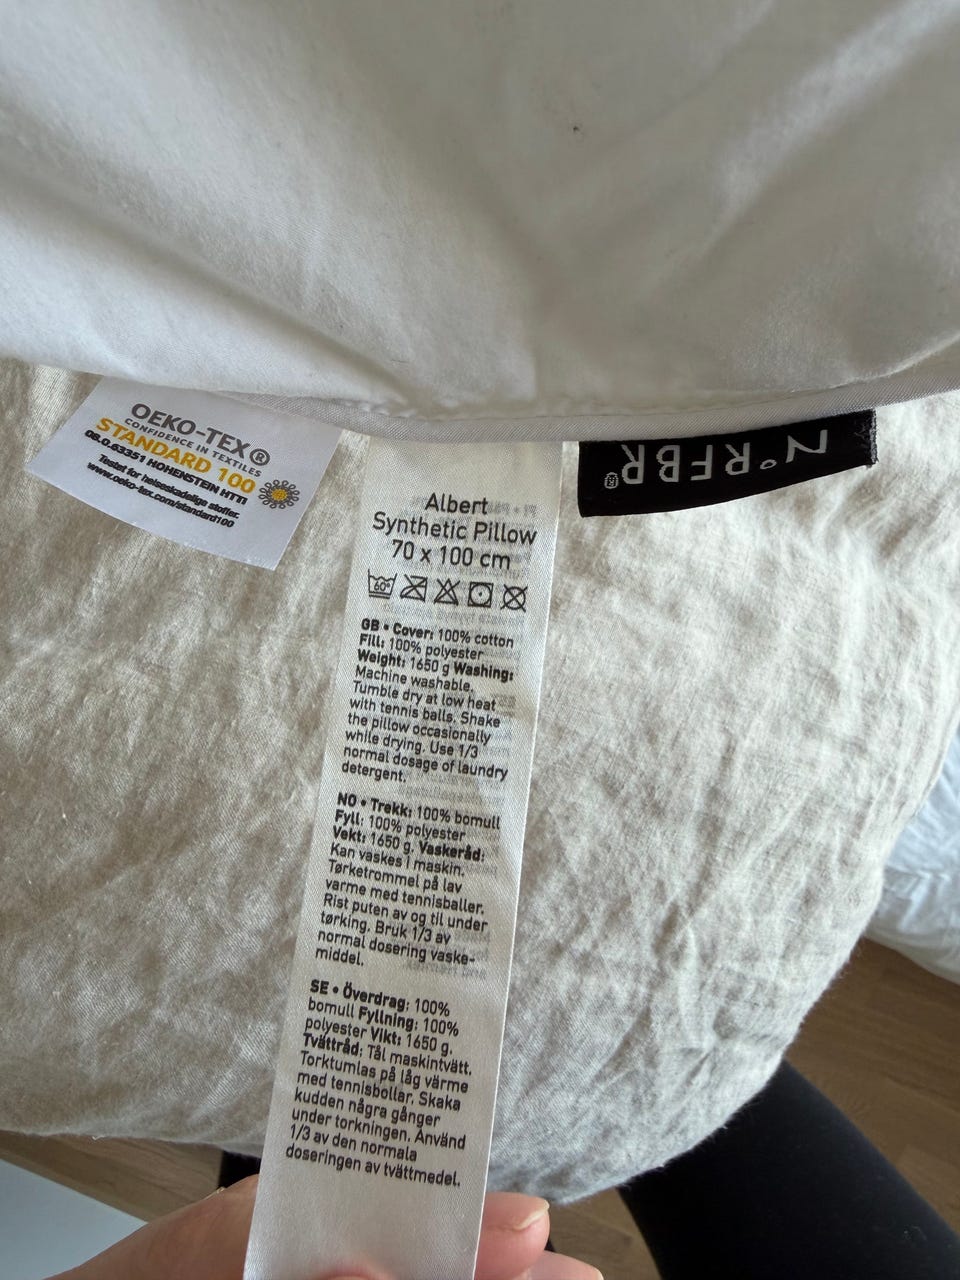 OEKO-TEX®
CONFIDENCE IN TEXTILES
STANDARD 100
08.0.63351 HOHENSTEIN HTTI
Testet for helseskadelige stoffer.
www.oeko-tex.com/standard100
Albert
Synthetic Pillow
70 x 100 cm
60°
GB • Cover: 100% cotton
Fill: 100% polyester
Weight: 1650 g Washing:
Machine washable.
Tumble dry at low heat
with tennis balls. Shake
the pillow occasionally
while drying. Use 1/3
normal dosage of laundry
detergent.
NO • Trekk: 100% bomull
Fyll: 100% polyester
Vekt: 1650 g. Vaskeråd:
Kan vaskes i maskin.
Tørketrommel på lav
varme med tennisballer.
Rist puten av og til under
tørking. Bruk 1/3 av
normal dosering vaske-
middel.
SE • Överdrag: 100%
bomull Fyllning: 100%
polyester Vikt: 1650 g.
Tvättråd: Tål maskintvätt.
Torktumlas på låg värme
med tennisbollar. Skaka
kudden några gånger
under torkningen. Använd
1/3 av den normala
doseringen av tvättmedel.
N°RFBR